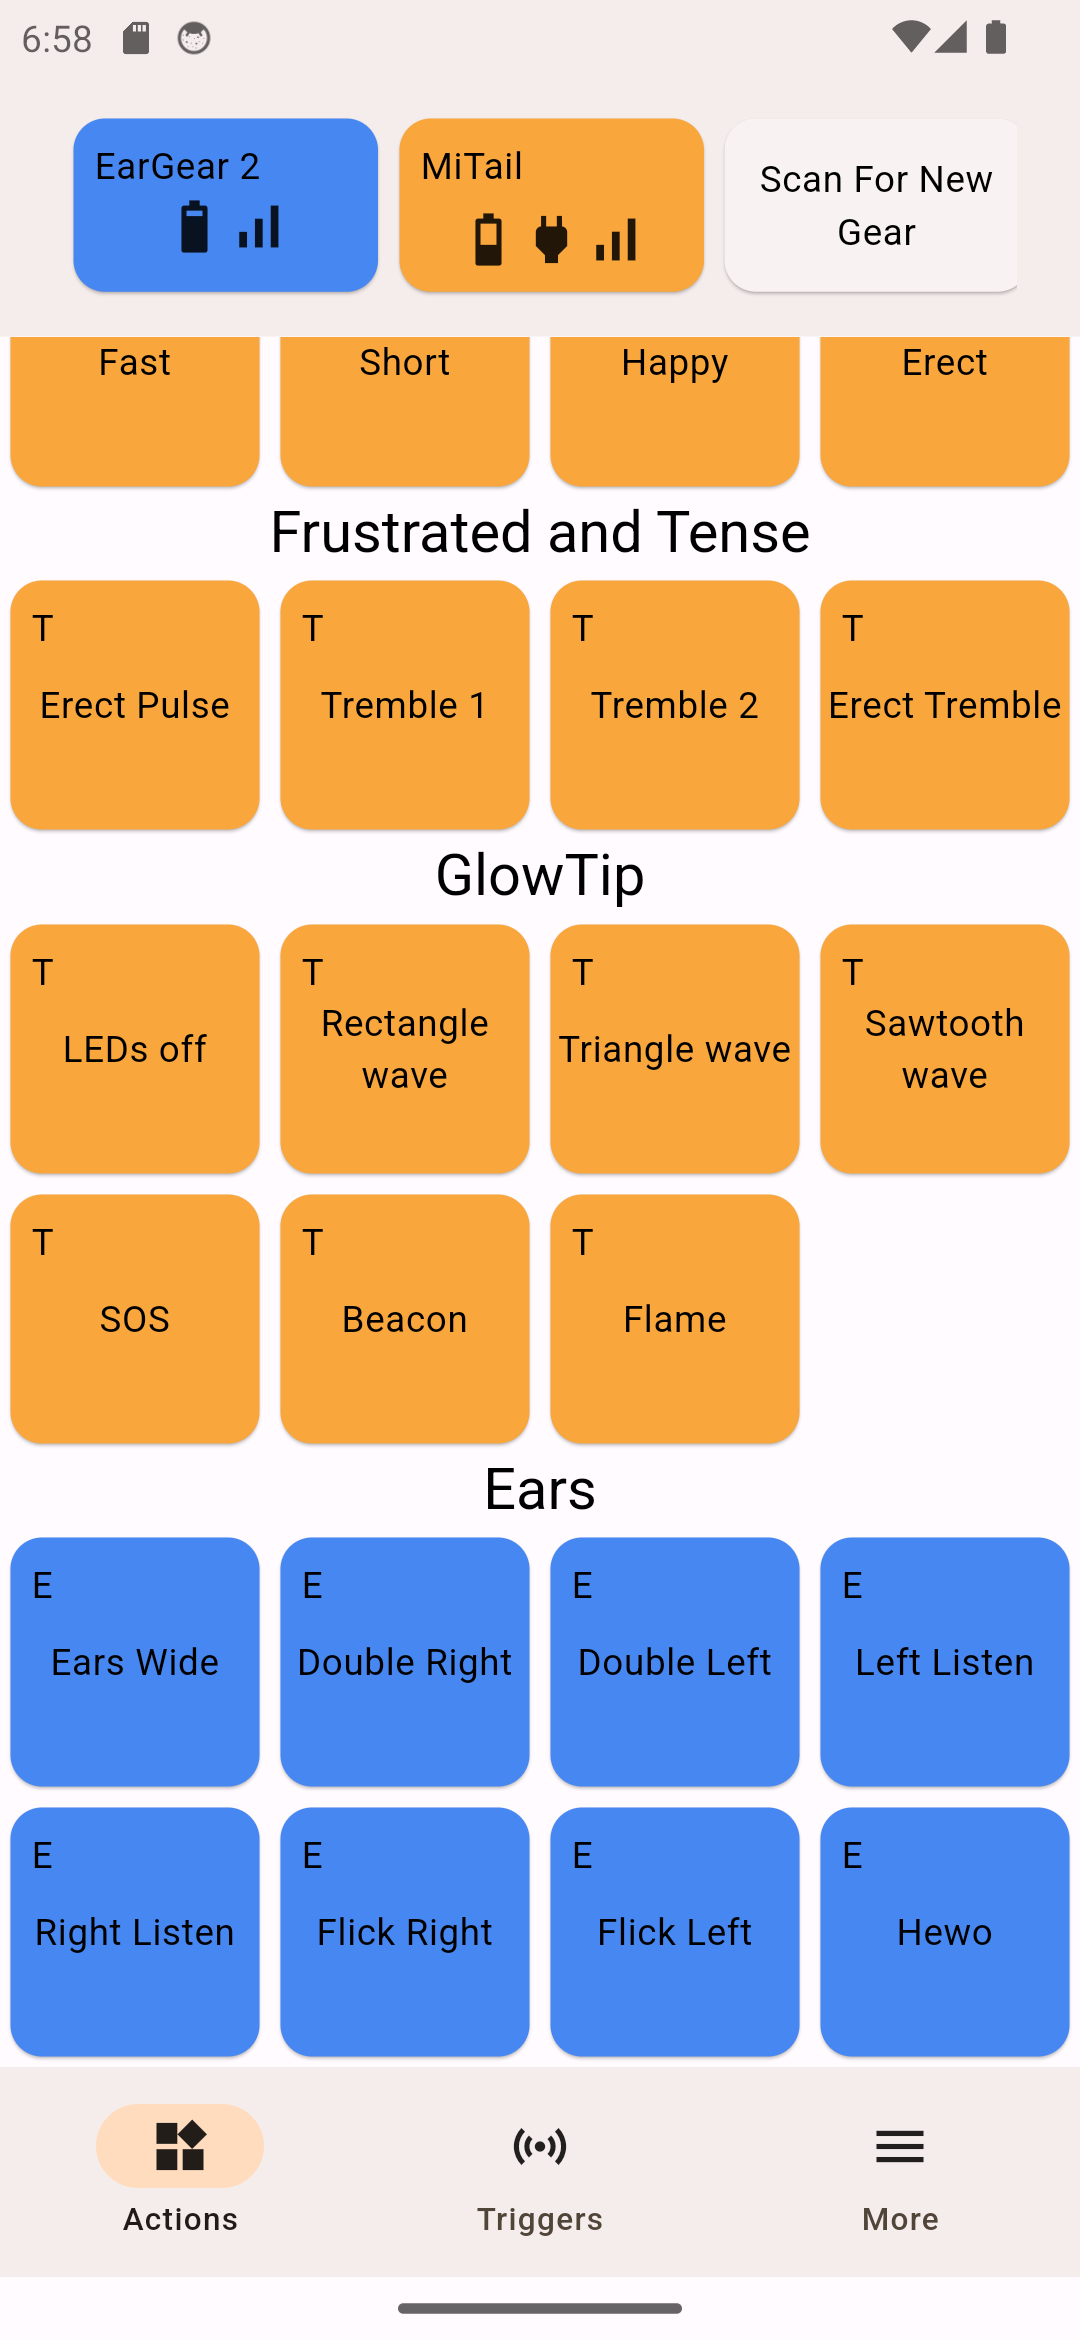 6:58
EarGear 2
MiTail
Scan For New
Gear
Fast
Short
Happy
Erect
Frustrated and Tense
T
Erect Pulse
T
Tremble 1
T
Tremble 2
T
Erect Tremble
GlowTip
T
LEDs off
T
Rectangle
wave
T
Triangle wave
T
Sawtooth
wave
T
SOS
T
Beacon
T
Flame
Ears
E
Ears Wide
E
Double Right
E
Double Left
E
Left Listen
E
Right Listen
E
Flick Right
E
Flick Left
E
Hewo
Actions
Triggers
More